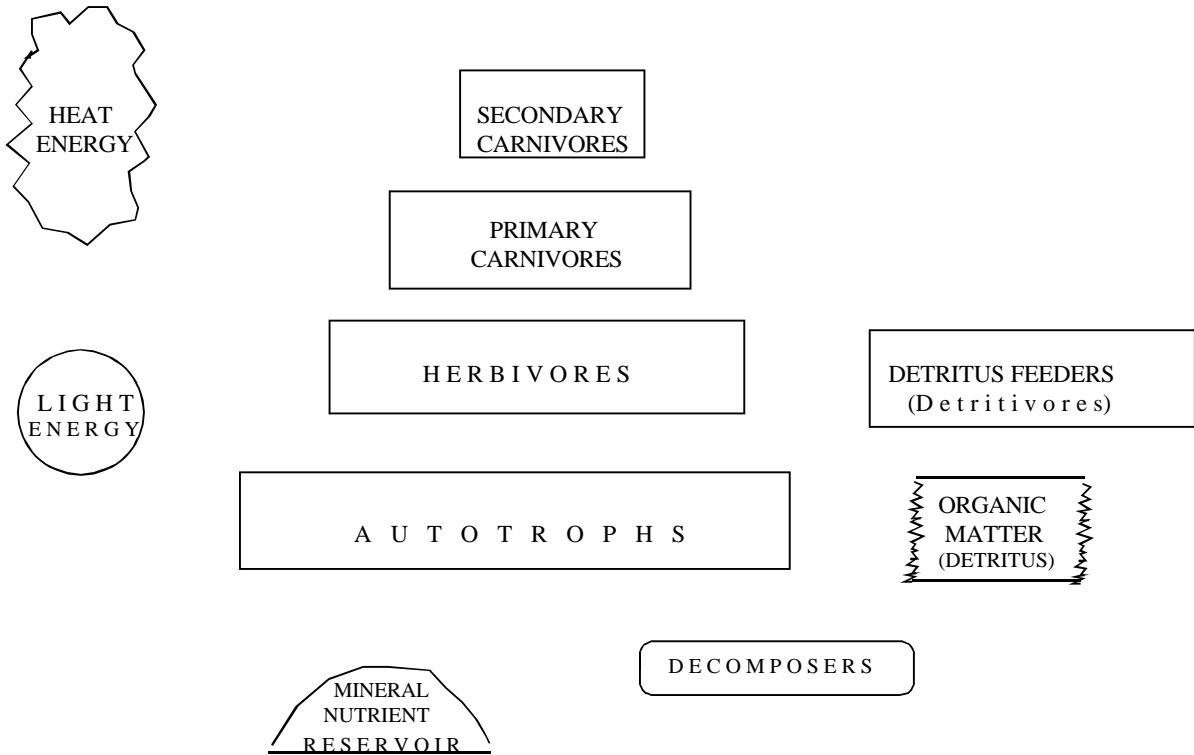 HEAT
ENERGY
SECONDARY
CARNIVORES
PRIMARY
CARNIVORES
HERBIVORES
DETRITUS FEEDERS
(Detritivores)
LIGHT
ENERGY
AUTOTROPHS
ORGANIC
MATTER
(DETRITUS)
DECOMPOSERS
MINERAL
NUTRIENT
RESERVOIR